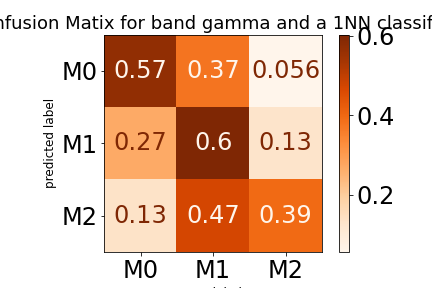 nfusion Matix for band gamma and a 1NN classif
predicted label
M0 0.57 0.37 0.056
M1 0.27 0.6 0.13
M2 0.13 0.47 0.39
M0 M1 M2
0.6
0.4
0.2